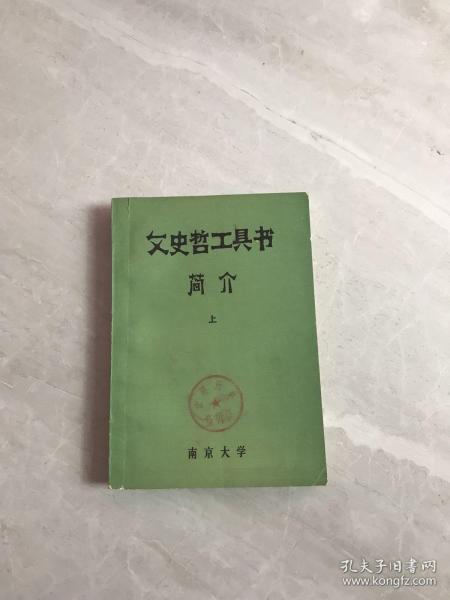 文史哲工具书
简介
上
南京大学
孔夫子旧书网
www.kongfz.com